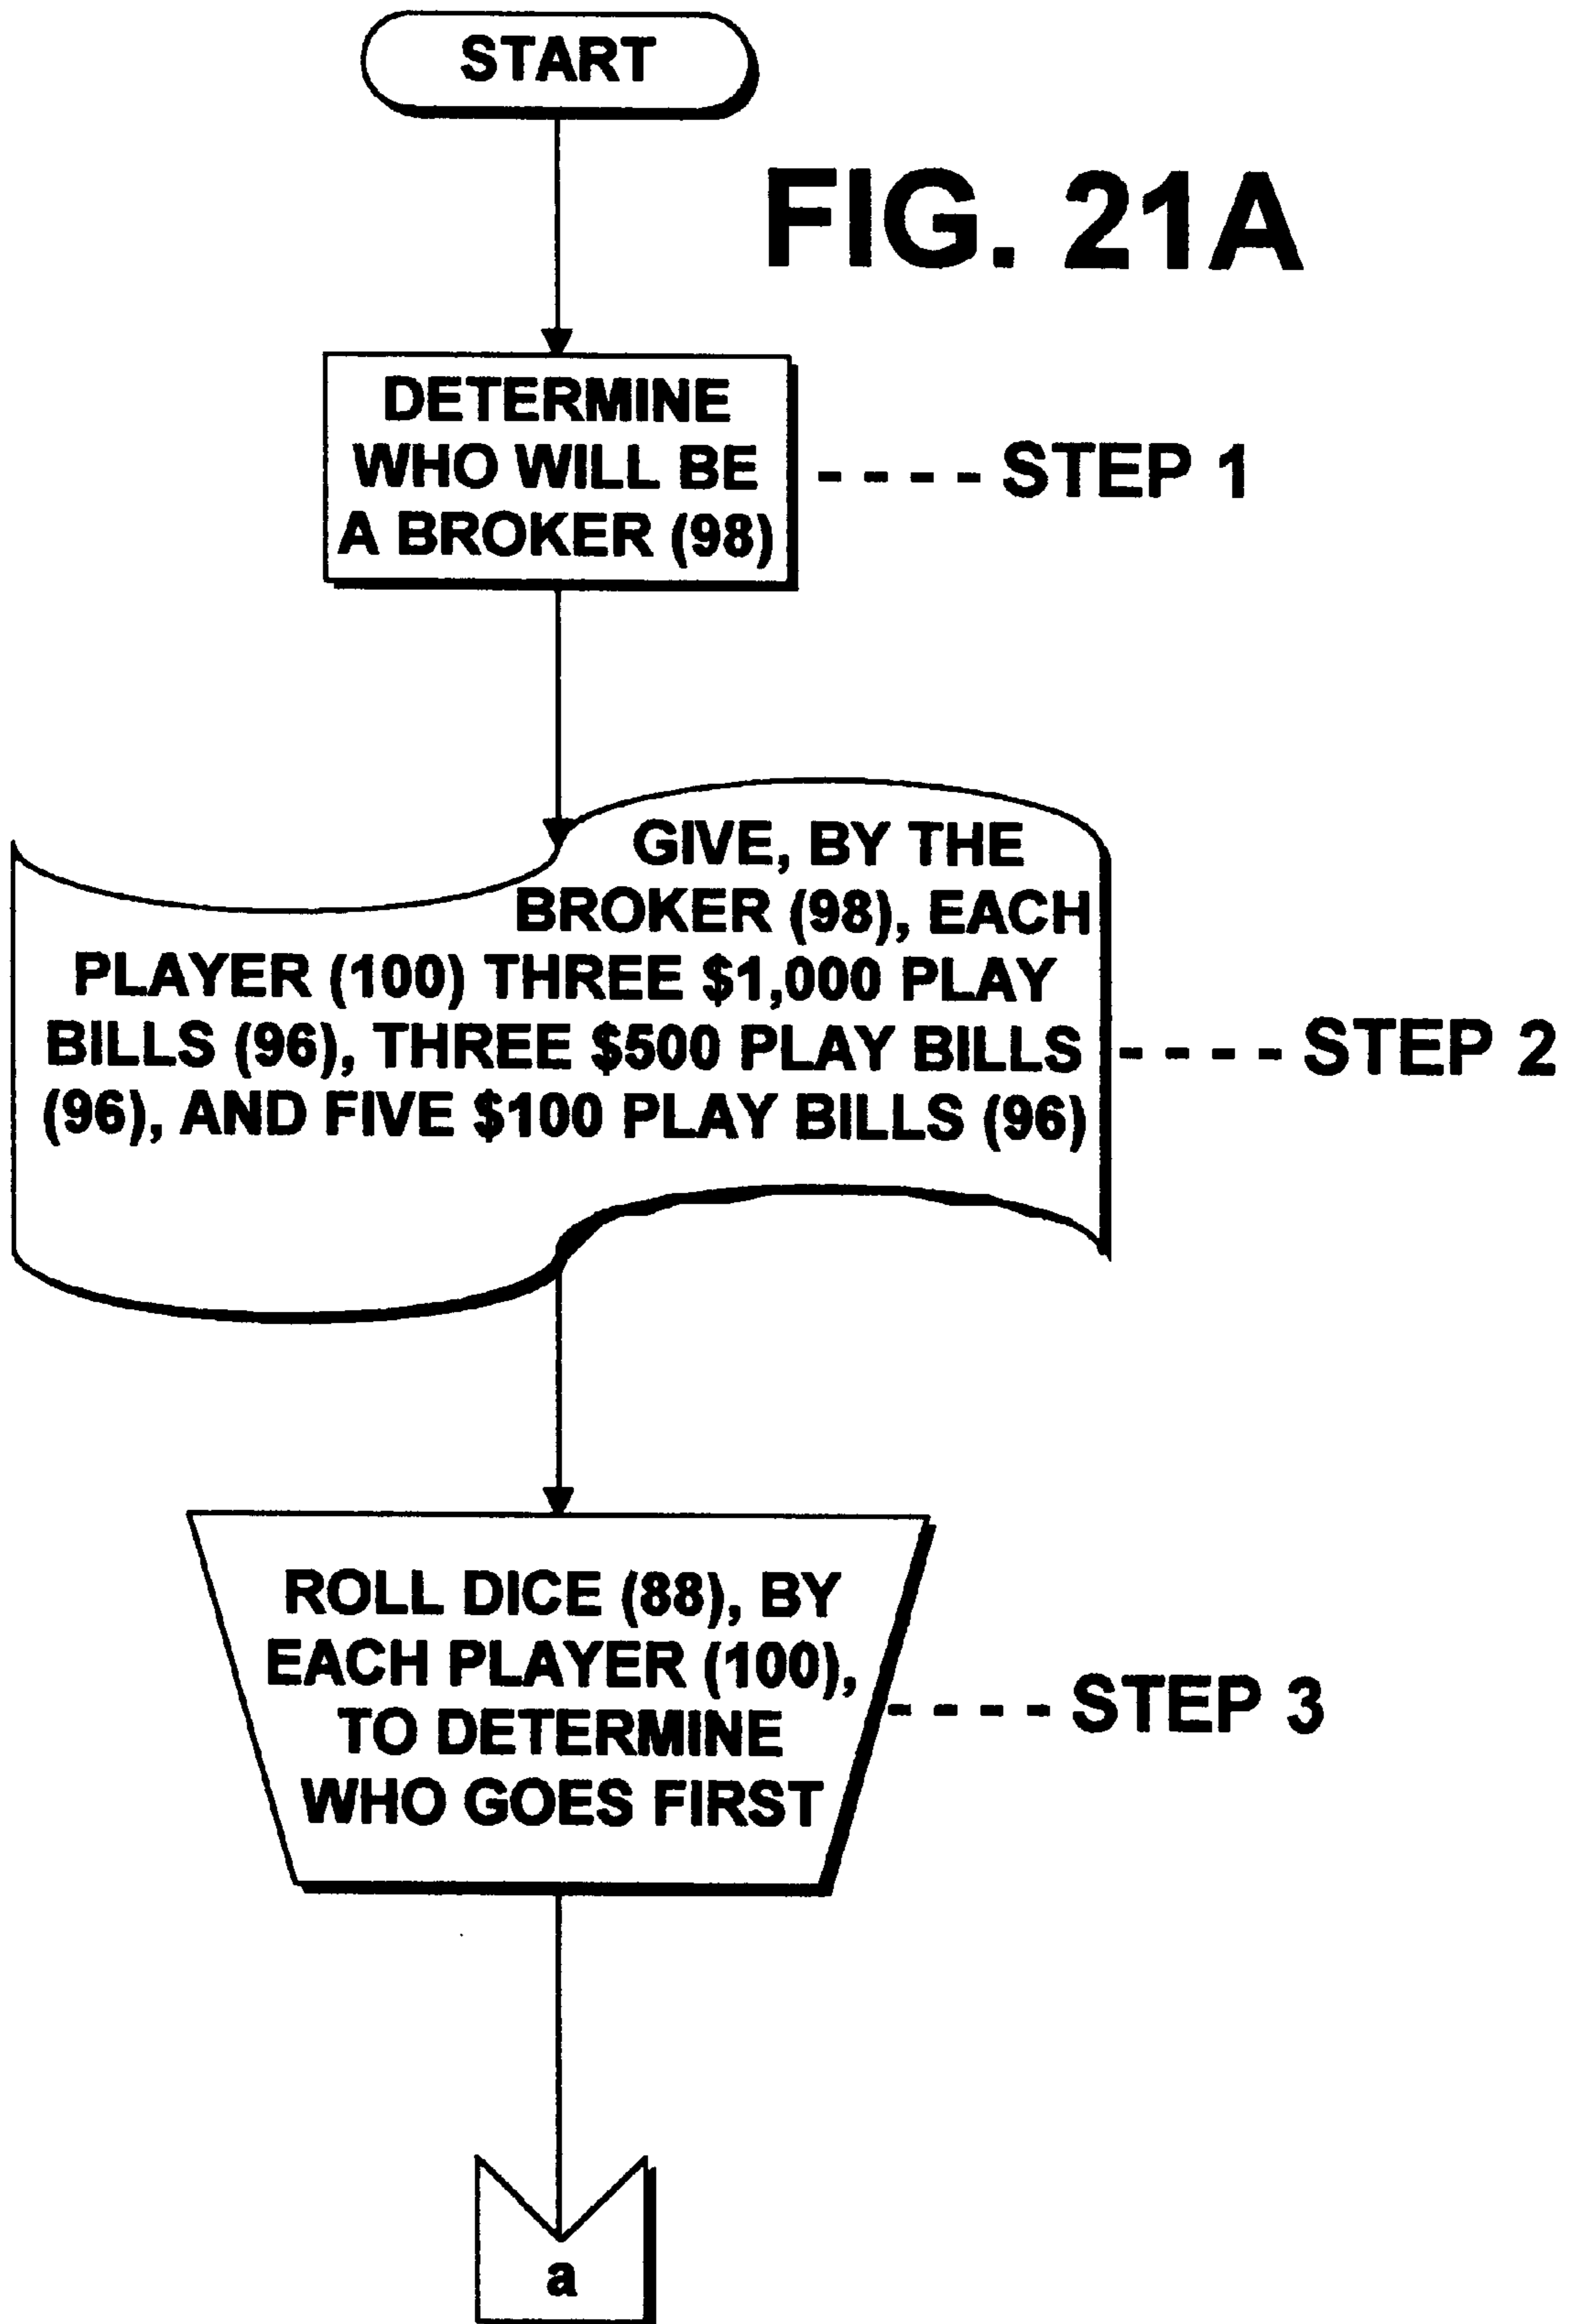 START
FIG. 21A
DETERMINE
WHO WILL BE
A BROKER (98)
---- STEP 1
GIVE, BY THE
BROKER (98), EACH
PLAYER (100) THREE $1,000 PLAY
BILLS (96), THREE $500 PLAY BILLS
(96), AND FIVE $100 PLAY BILLS (96)
---- STEP 2
ROLL DICE (88), BY
EACH PLAYER (100),
TO DETERMINE
WHO GOES FIRST
---- STEP 3
a